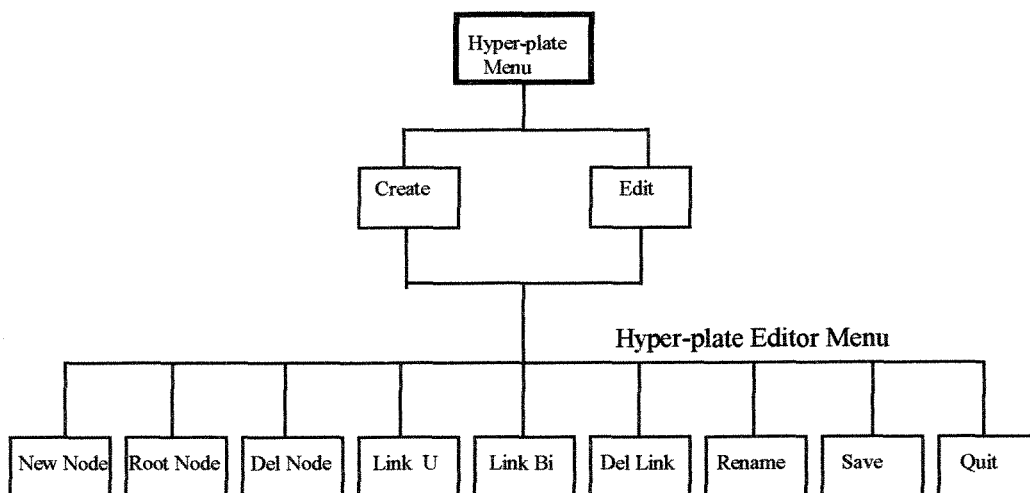 Hyper-plate
Menu
Create
Edit
Hyper-plate Editor Menu
New Node
Root Node
Del Node
Link U
Link Bi
Del Link
Rename
Save
Quit